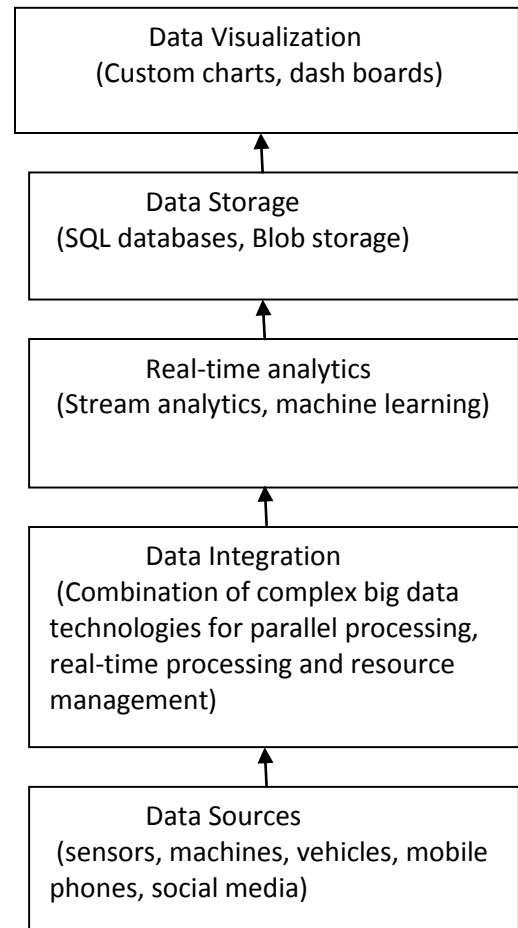 Data Visualization
(Custom charts, dash boards)
Data Storage
(SQL databases, Blob storage)
Real-time analytics
(Stream analytics, machine learning)
Data Integration
(Combination of complex big data
technologies for parallel processing,
real-time processing and resource
management)
Data Sources
(sensors, machines, vehicles, mobile
phones, social media)